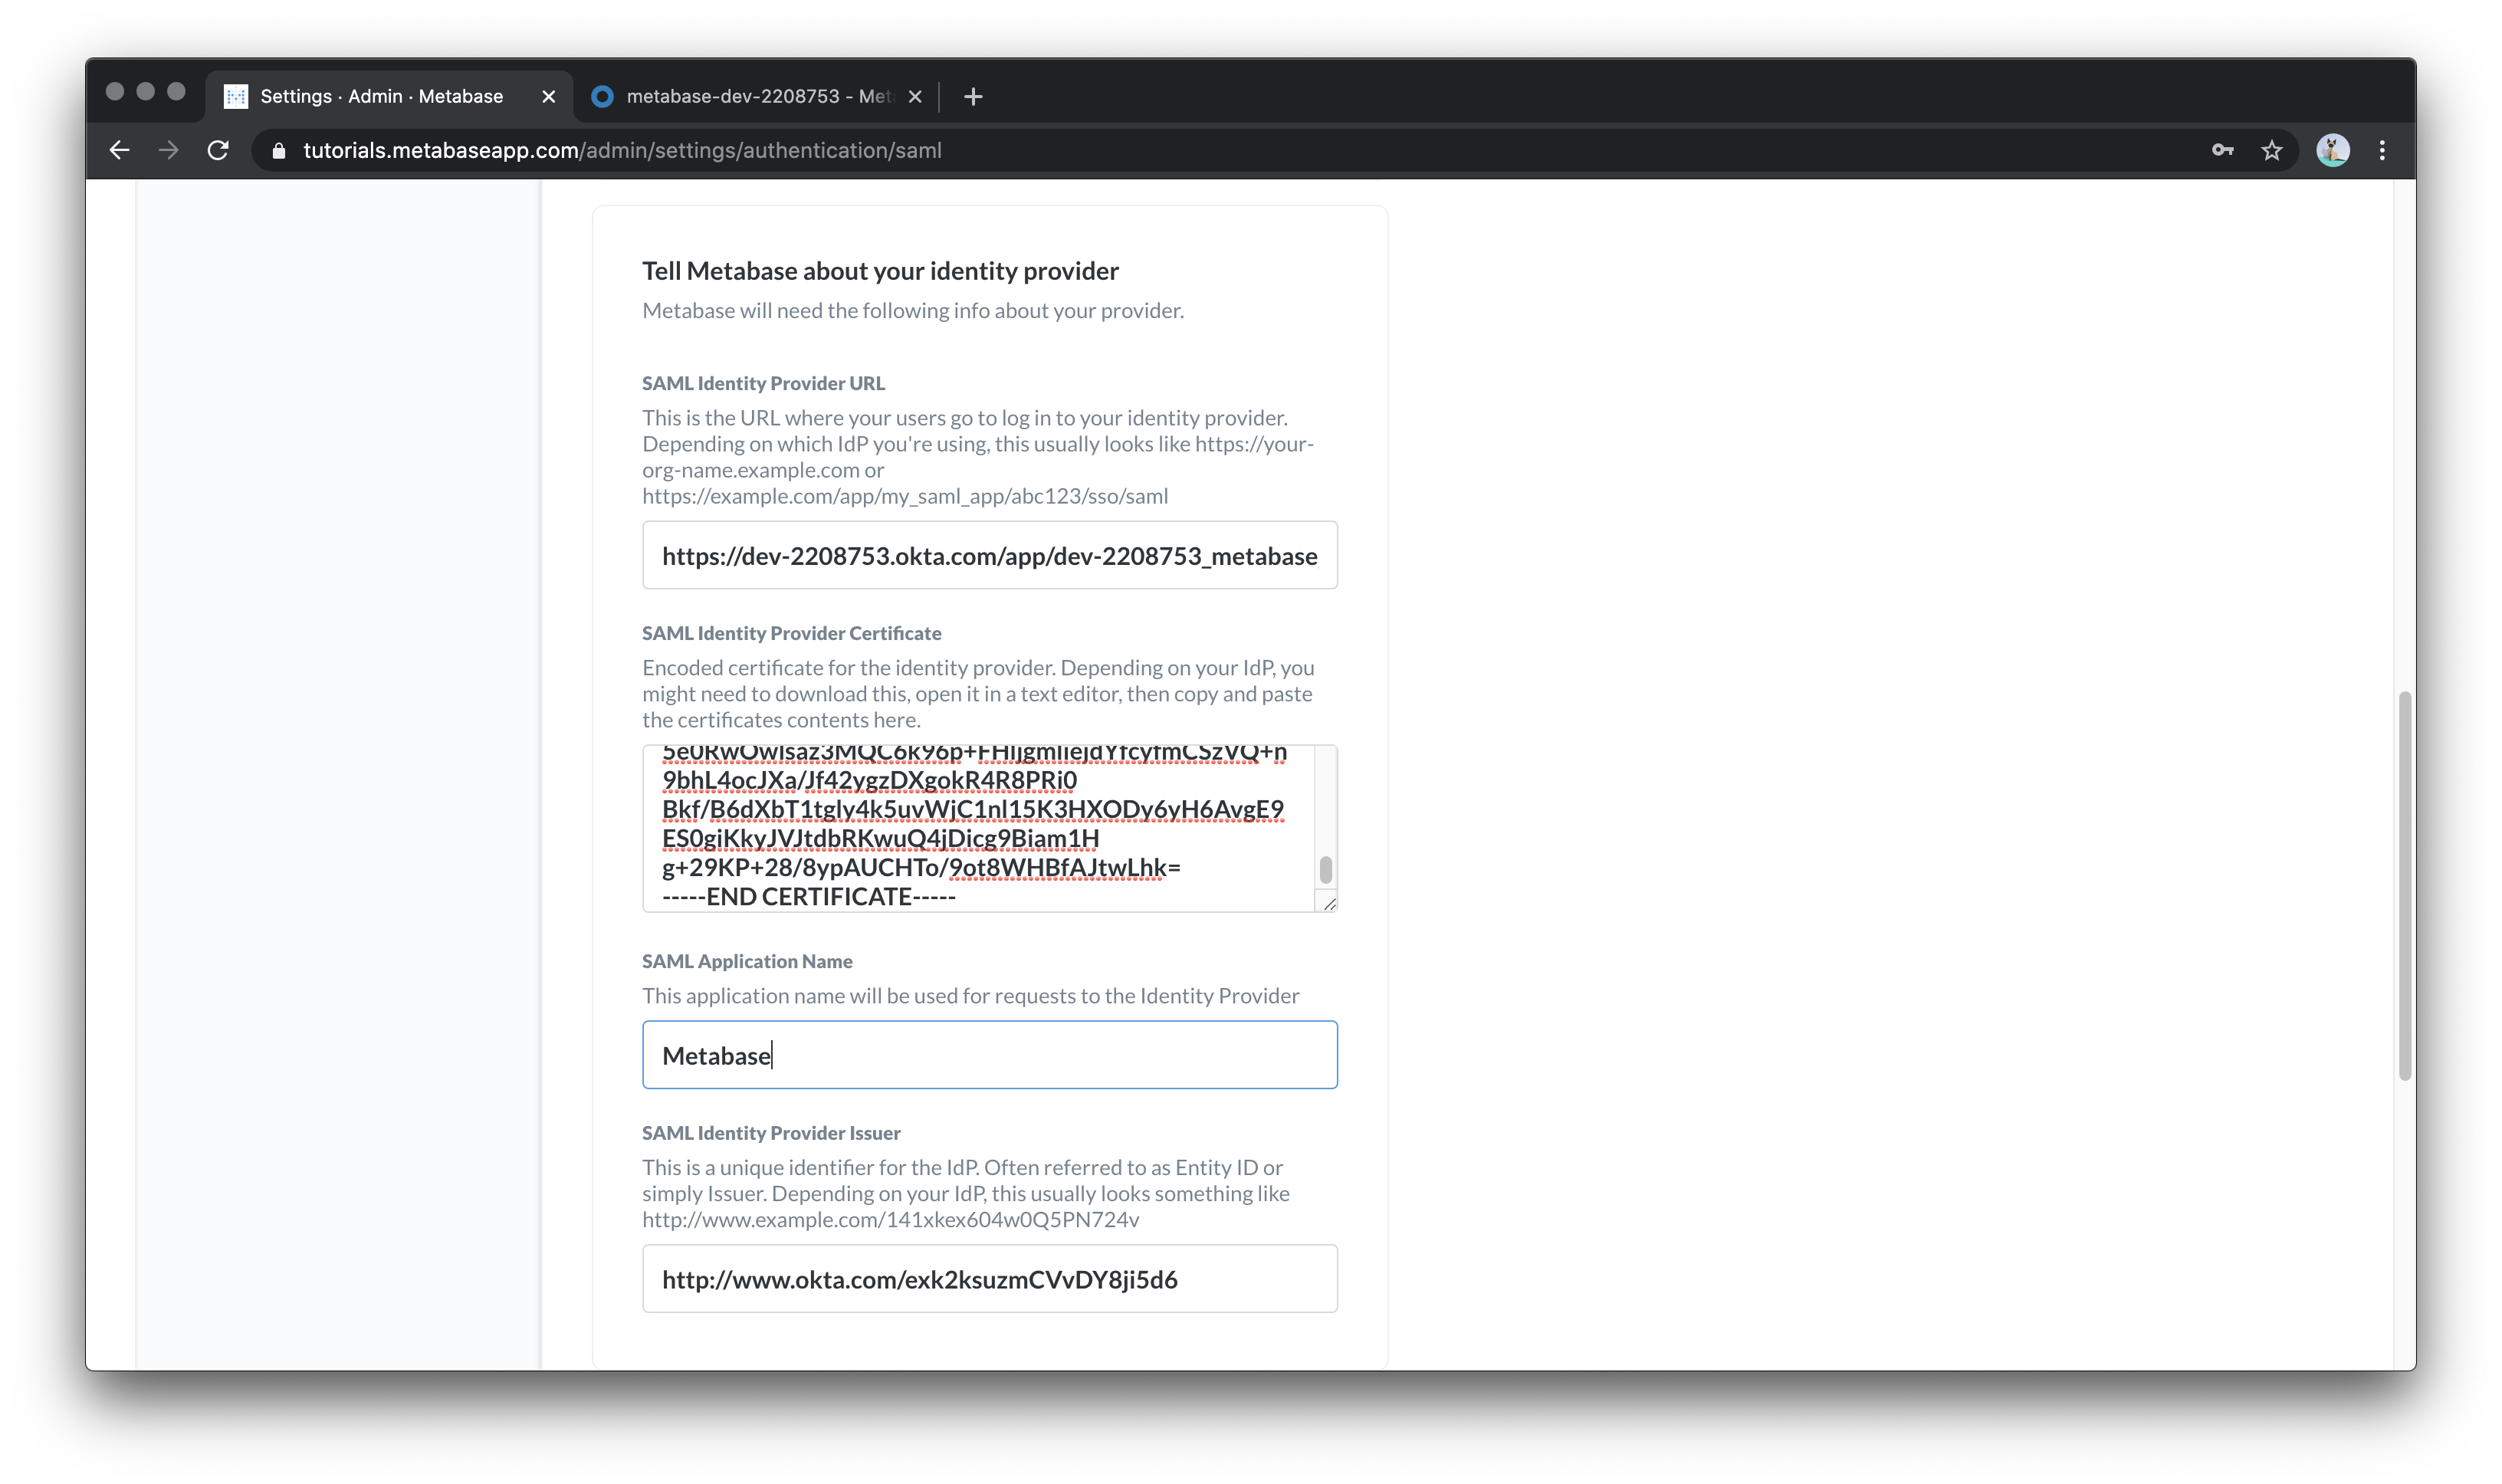 Settings · Admin · Metabase
metabase-dev-2208753 - Met
tutorials.metabaseapp.com/admin/settings/authentication/saml
Tell Metabase about your identity provider
Metabase will need the following info about your provider.
SAML Identity Provider URL
This is the URL where your users go to log in to your identity provider.
Depending on which IdP you're using, this usually looks like https://your-
org-name.example.com or
https://example.com/app/my_saml_app/abc123/sso/saml
https://dev-2208753.okta.com/app/dev-2208753_metabase
SAML Identity Provider Certificate
Encoded certificate for the identity provider. Depending on your IdP, you
might need to download this, open it in a text editor, then copy and paste
the certificates contents here.
9bhL4ocJXa/Jf42ygzDXgokR4R8PRi0
Bkf/B6dXbT1tgly4k5uvWjC1nl15K3HXODy6yH6AvgE9
ES0giKkyJVJtdbRKwuQ4jDicg9Biam1H
g+29KP+28/8ypAUCHTo/9ot8WHBfAJtwLhk=
-----END CERTIFICATE-----
SAML Application Name
This application name will be used for requests to the Identity Provider
Metabase
SAML Identity Provider Issuer
This is a unique identifier for the IdP. Often referred to as Entity ID or
simply Issuer. Depending on your IdP, this usually looks something like
http://www.example.com/141xkex604w0Q5PN724v
http://www.okta.com/exk2ksuzmCVvDY8ji5d6